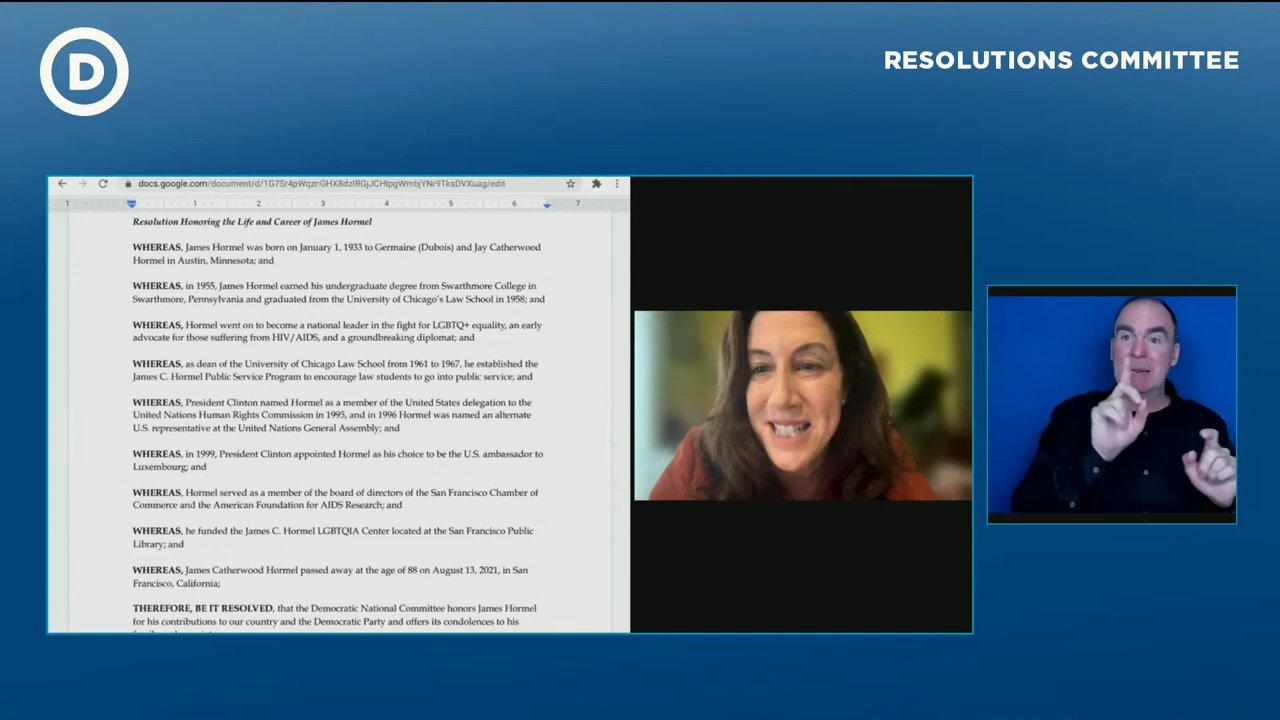 D
RESOLUTIONS COMMITTEE
1 1 2 3 4 5 6 7
Resolution Honoring the Life and Career of James Hormel
WHEREAS, James Hormel was born on January 1, 1933 to Germaine (Dubois) and Jay Catherwood
Hormel in Austin, Minnesota; and
WHEREAS, in 1955, James Hormel earned his undergraduate degree from Swarthmore College in
Swarthmore, Pennsylvania and graduated from the University of Chicago's Law School in 1958; and
WHEREAS, Hormel went on to become a national leader in the fight for LGBTQ+ equality, an early
advocate for those suffering from HIV/AIDS, and a groundbreaking diplomat; and
WHEREAS, as dean of the University of Chicago Law School from 1961 to 1967, he established the
James C. Hormel Public Service Program to encourage law students to go into public service; and
WHEREAS, President Clinton named Hormel as a member of the United States delegation to the
United Nations Human Rights Commission in 1995, and in 1996 Hormel was named an alternate
U.S. representative at the United Nations General Assembly; and
WHEREAS, in 1999, President Clinton appointed Hormel as his choice to be the U.S. ambassador to
Luxembourg; and
WHEREAS, Hormel served as a member of the board of directors of the San Francisco Chamber of
Commerce and the American Foundation for AIDS Research; and
WHEREAS, he funded the James C. Hormel LGBTQIA Center located at the San Francisco Public
Library; and
WHEREAS, James Catherwood Hormel passed away at the age of 88 on August 13, 2021, in San
Francisco, California;
THEREFORE, BE IT RESOLVED, that the Democratic National Committee honors James Hormel
for his contributions to our country and the Democratic Party and offers its condolences to his